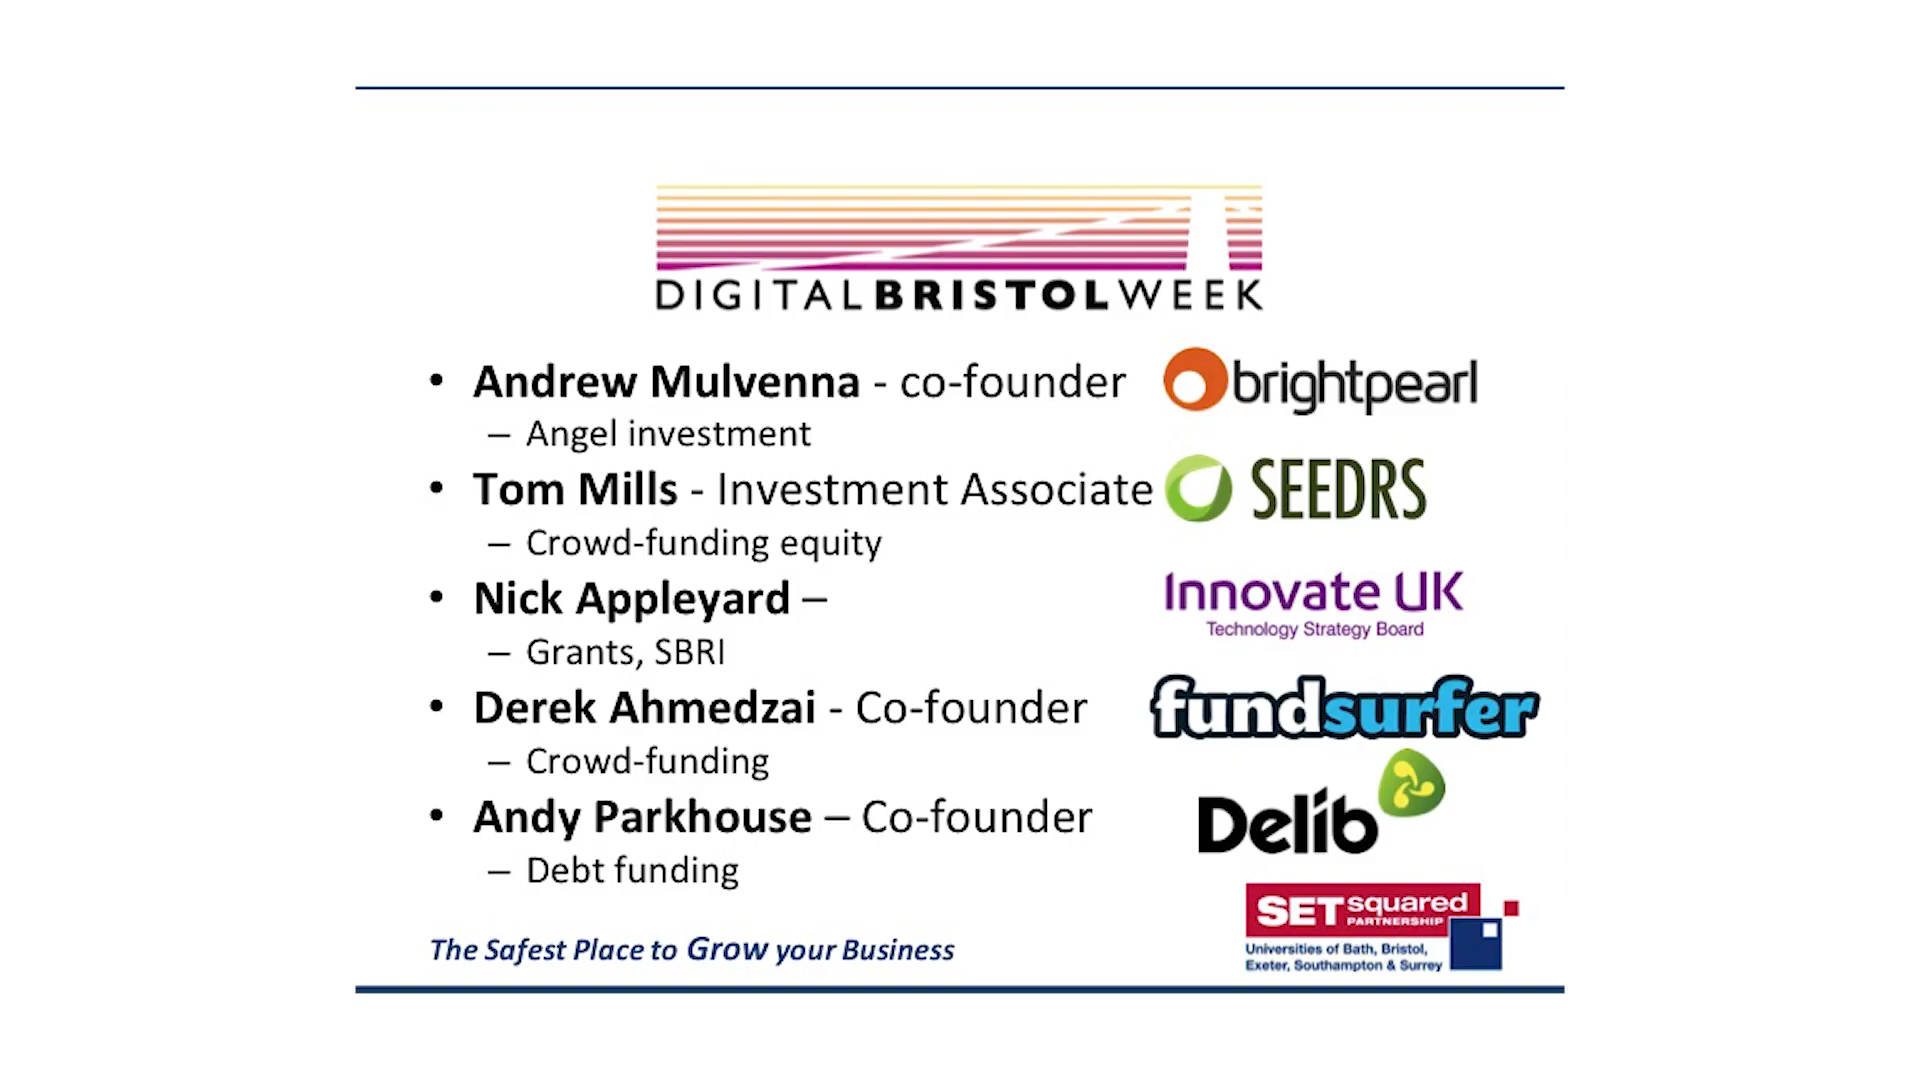 DIGITALBRISTOLWEEK
• Andrew Mulvenna - co-founder brightpearl
– Angel investment
• Tom Mills - Investment Associate SEEDRS
– Crowd-funding equity
• Nick Appleyard – Innovate UK
Technology Strategy Board
– Grants, SBRI
• Derek Ahmedzai - Co-founder fundsurfer
– Crowd-funding
• Andy Parkhouse – Co-founder Delib
– Debt funding
SETsquared
PARTNERSHIP
The Safest Place to Grow your Business
Universities of Bath, Bristol,
Exeter, Southampton & Surrey